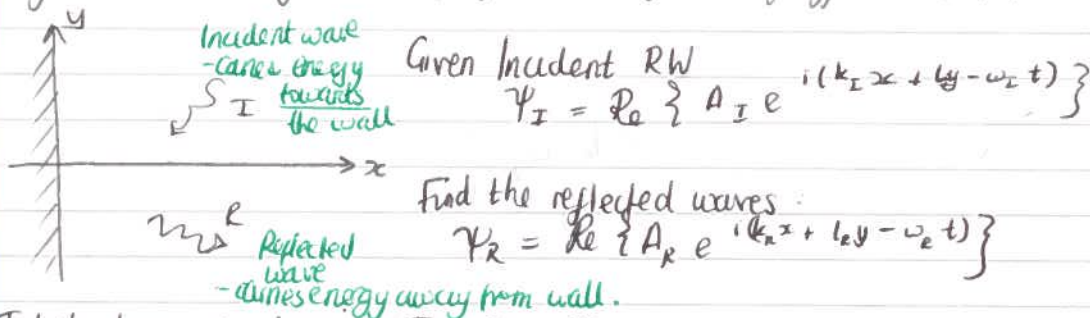 y
Incident wave
- carries energy
towards
the wall
I
Given Incident RW
Ψ_I = Re { A_I e^{i(k_I x + ly - ω_I t)} }
x
Find the reflected waves.
Ψ_R = Re { A_R e^{i(k_R x + l_R y - ω_R t)} }
R
Reflected
wave
- carries energy away from wall.